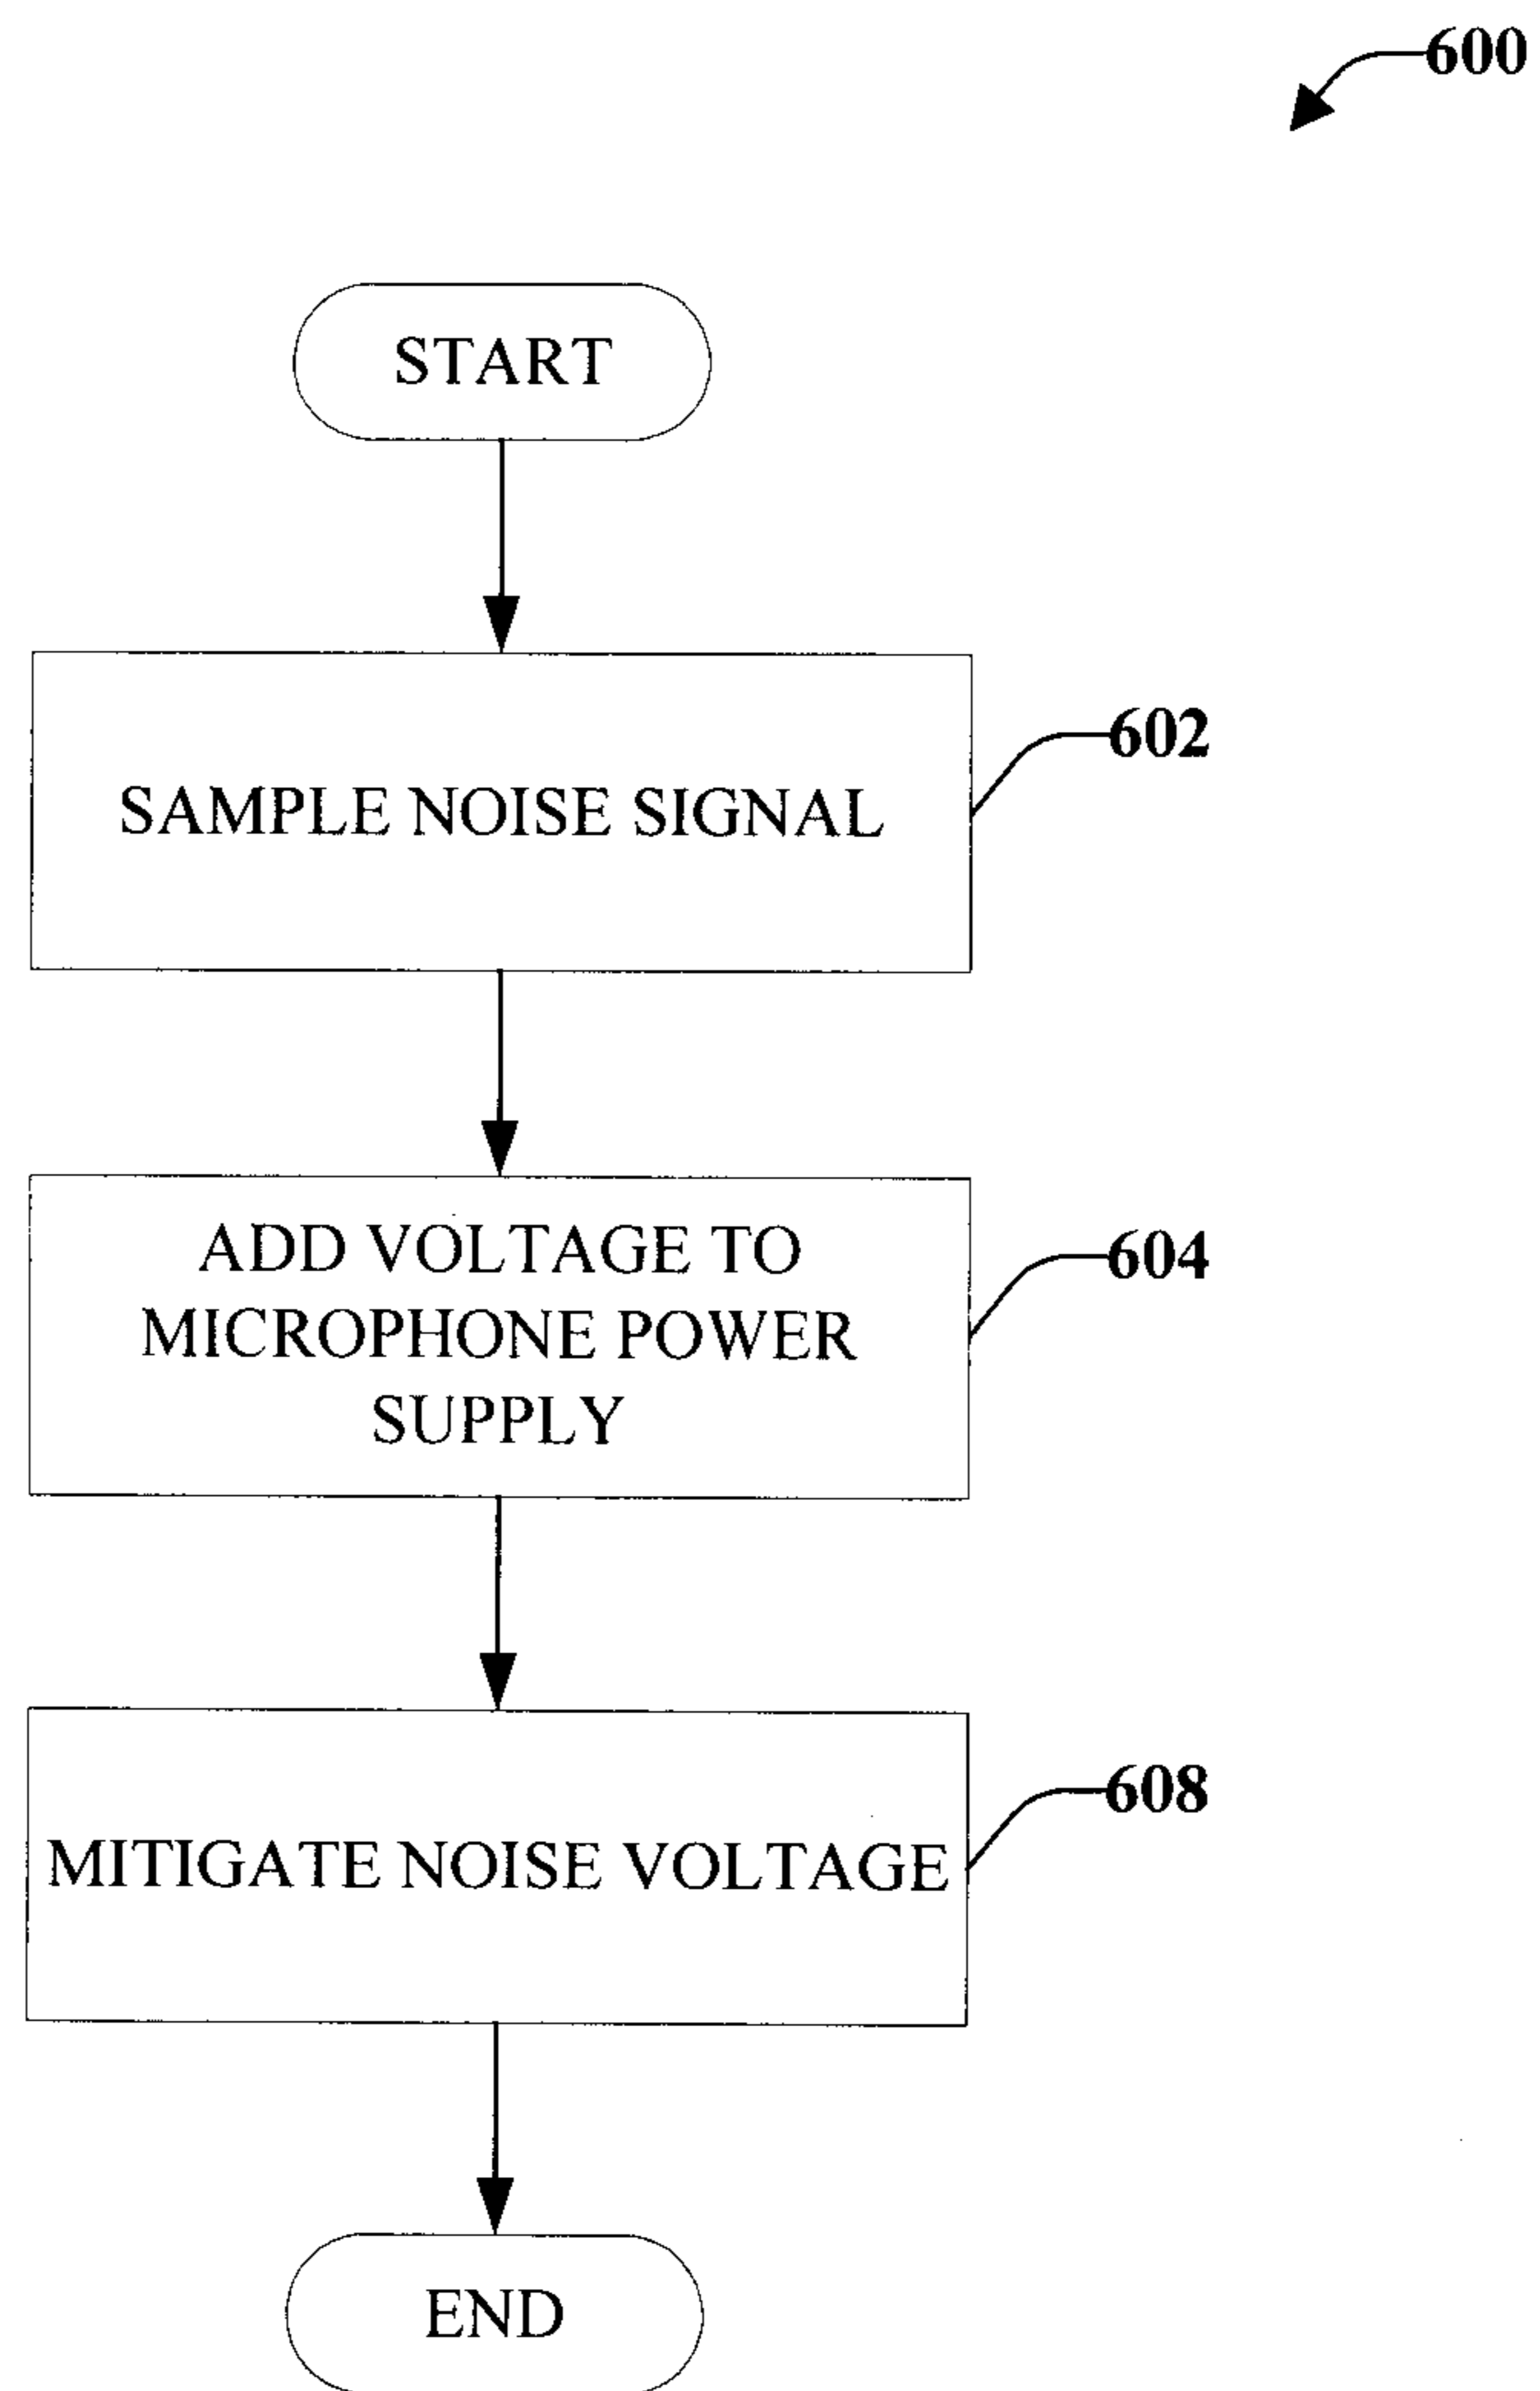 600
START
SAMPLE NOISE SIGNAL
602
ADD VOLTAGE TO
MICROPHONE POWER
SUPPLY
604
MITIGATE NOISE VOLTAGE
608
END